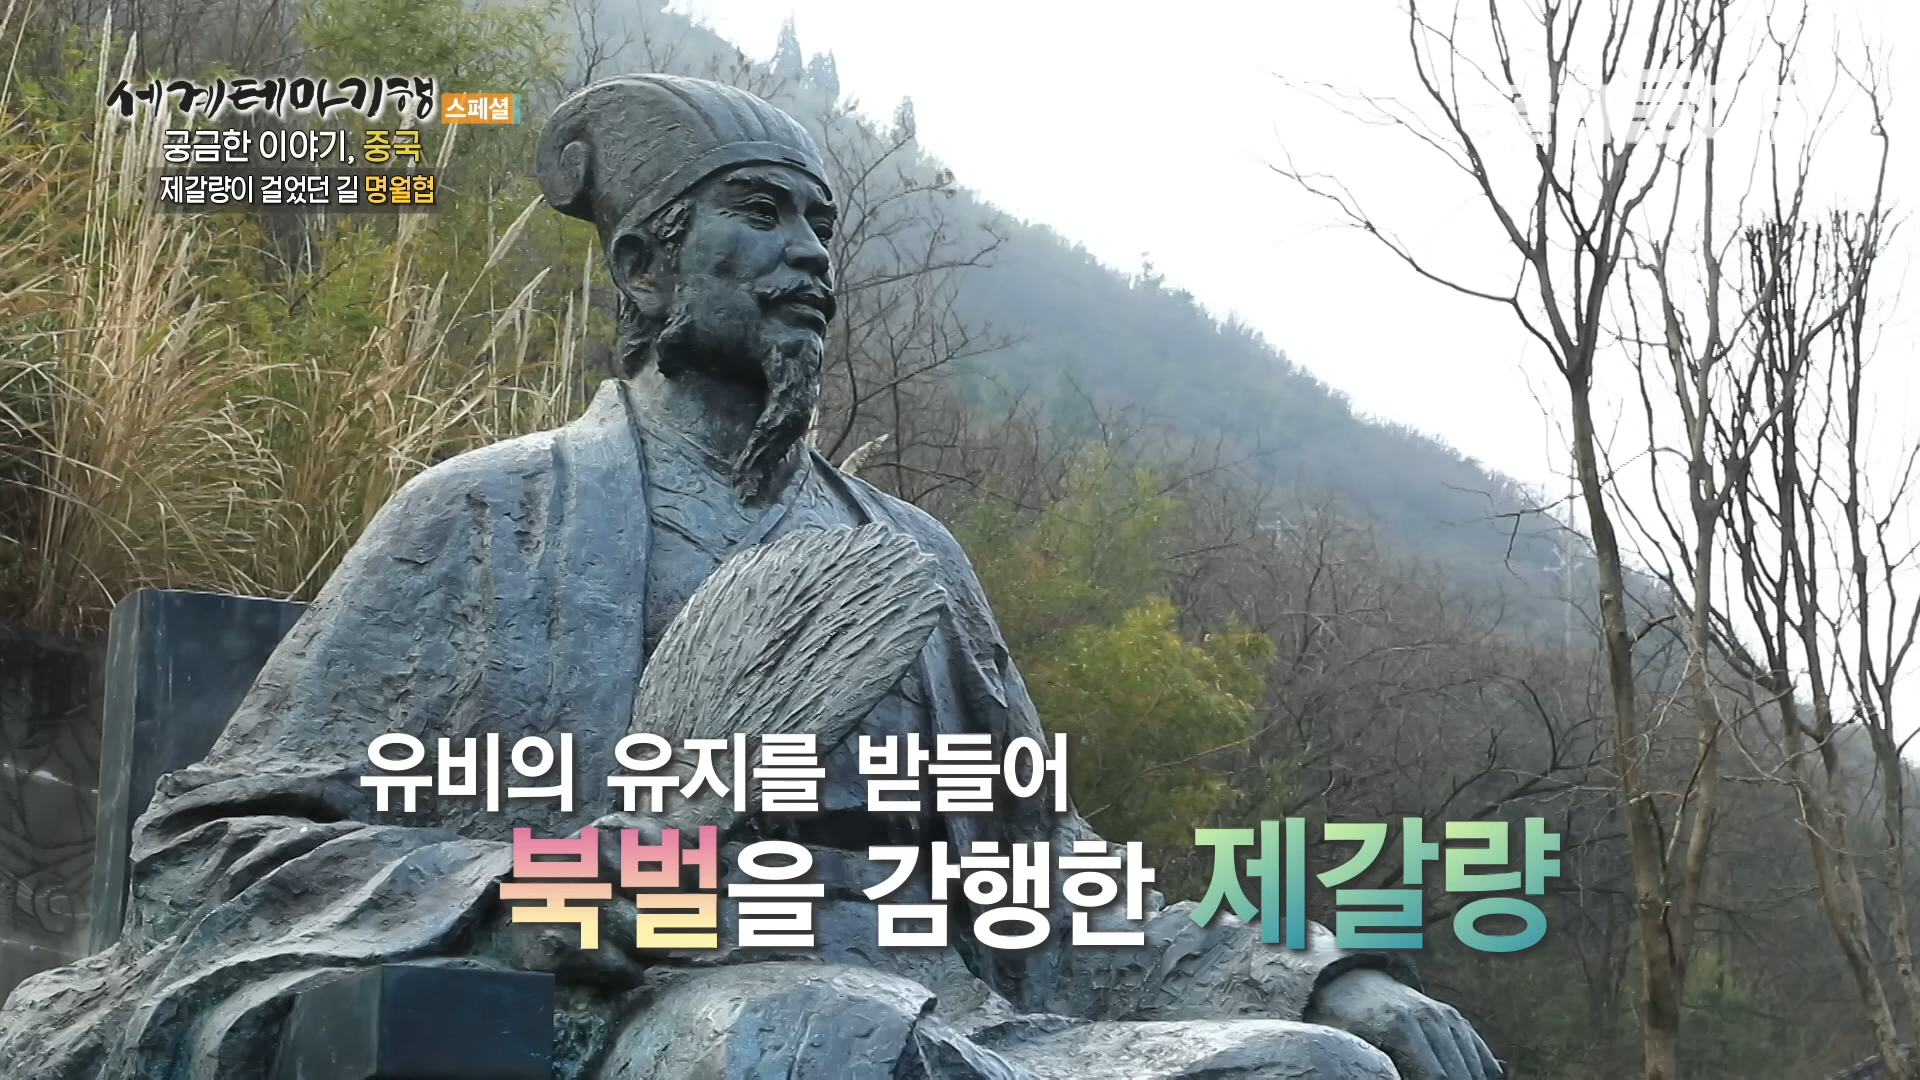 세계테마기행 스페셜
궁금한 이야기, 중국
제갈량이 걸었던 길 명월협
유비의 유지를 받들어
북벌을 감행한 제갈량